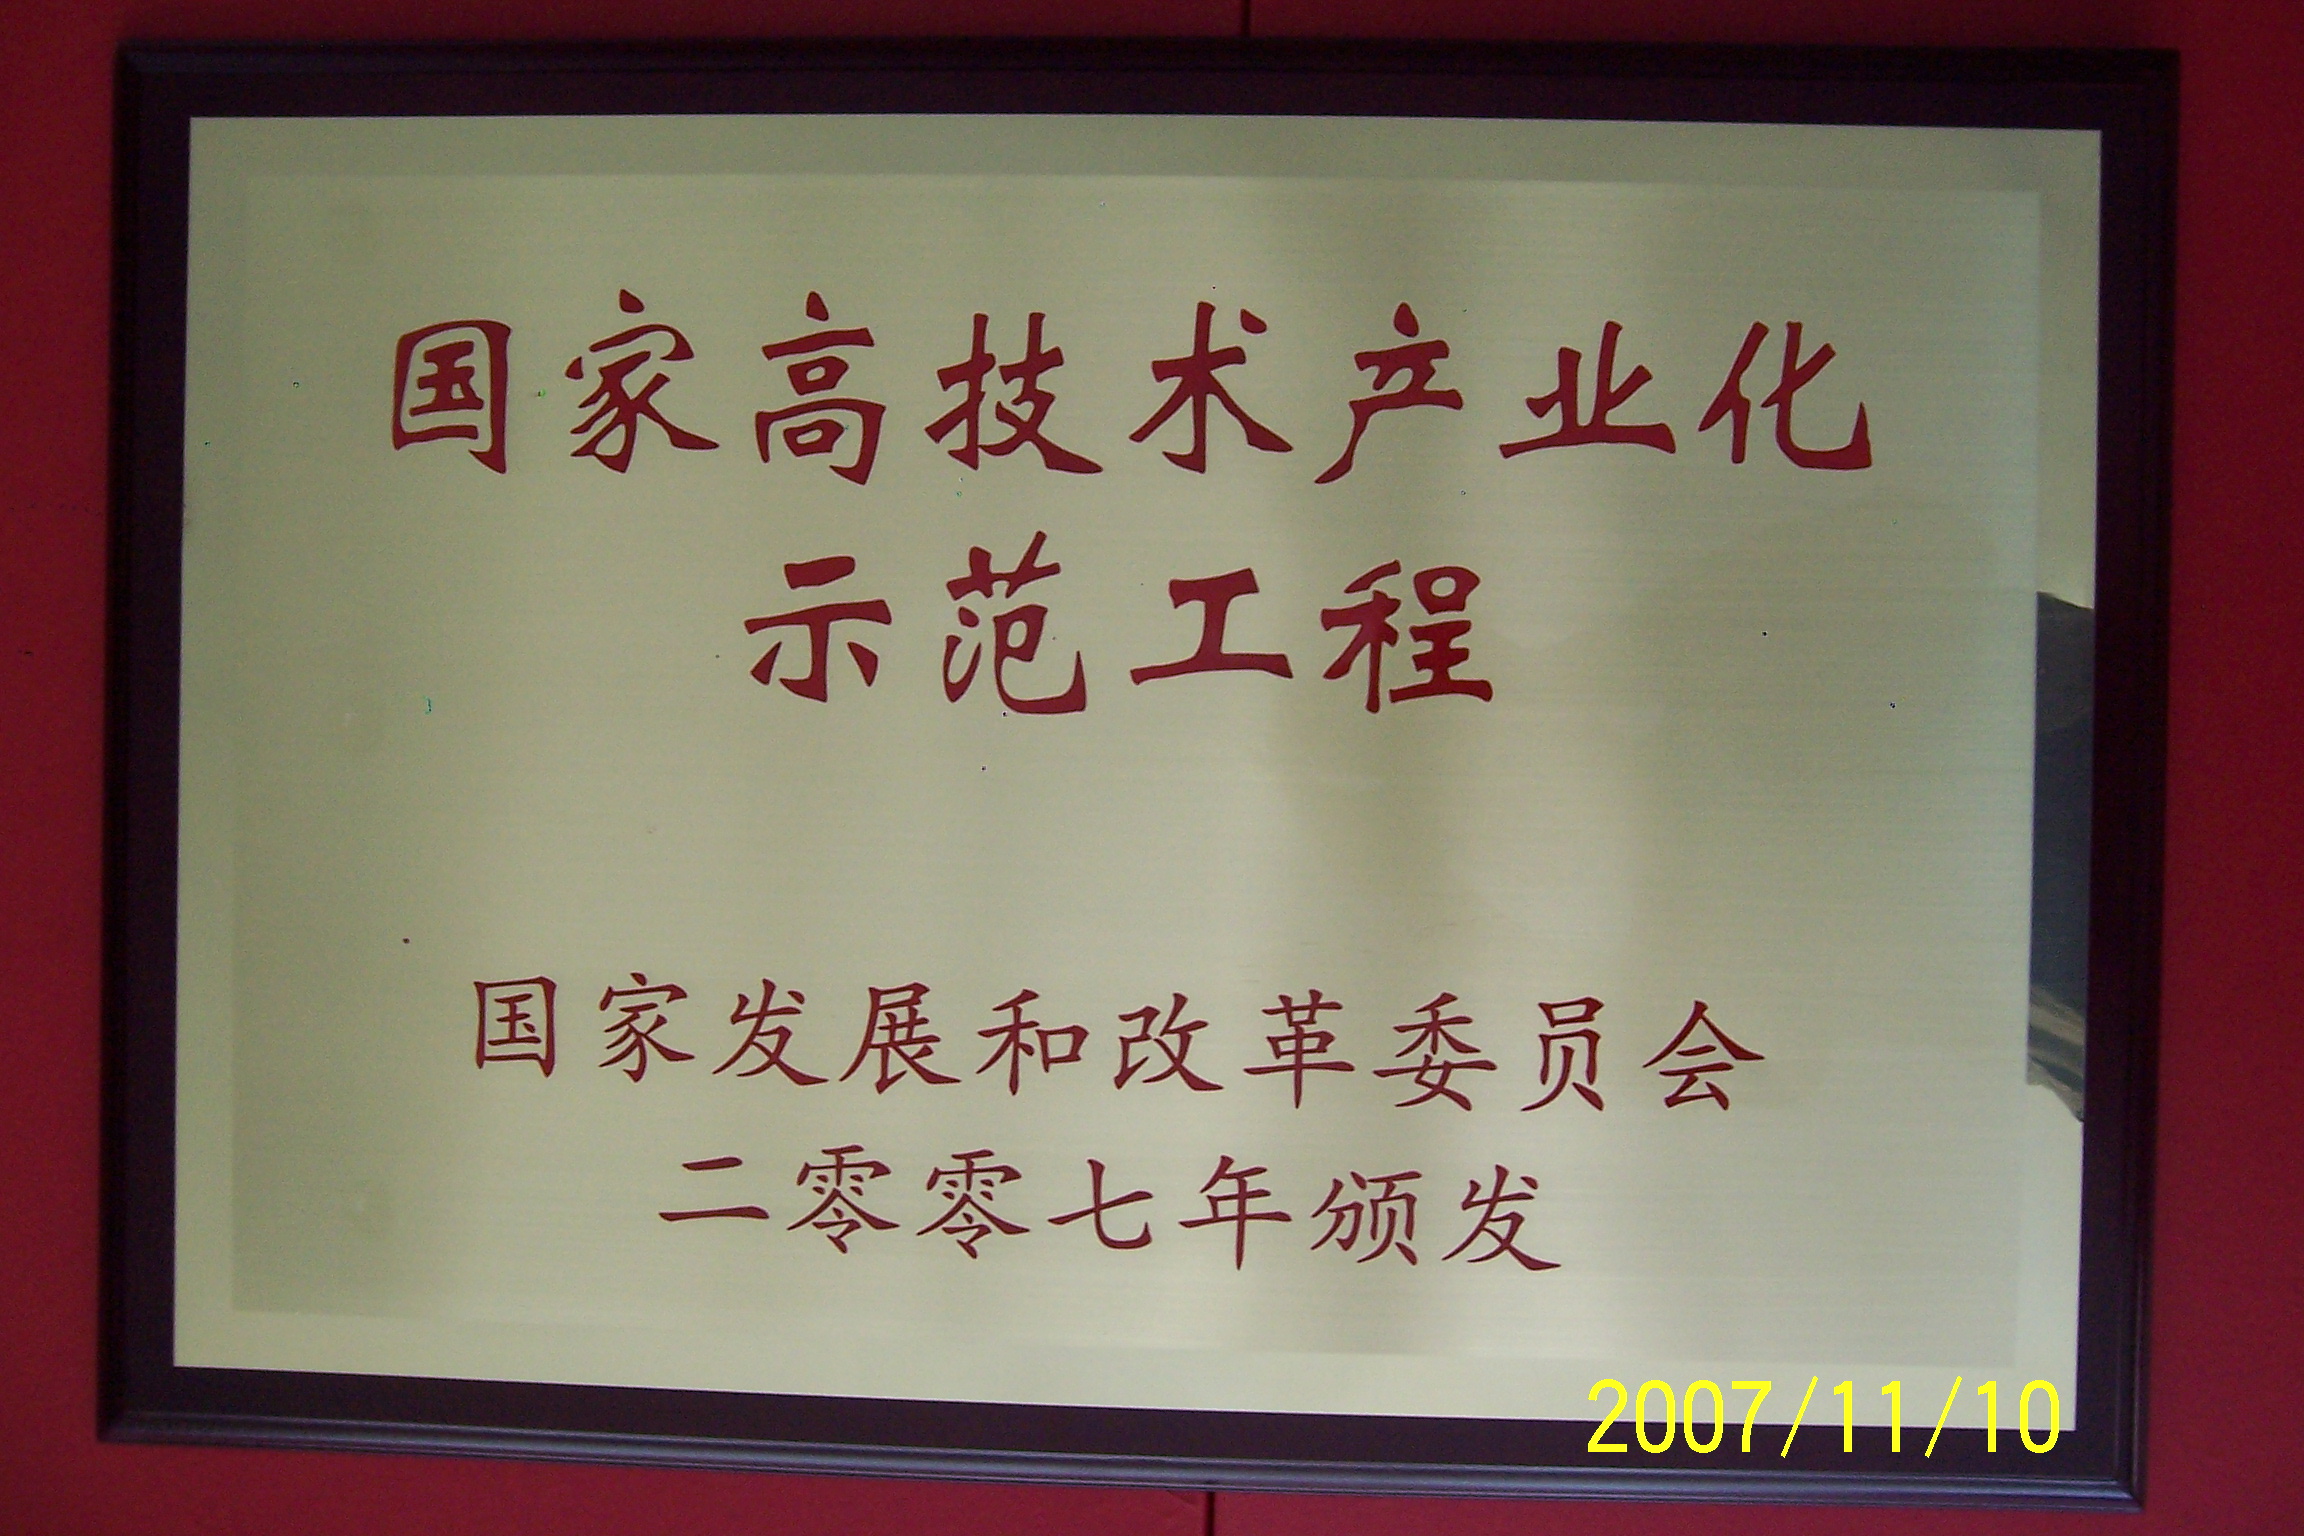 国家高技术产业化
示范工程
国家发展和改革委员会
二零零七年颁发
2007/11/10